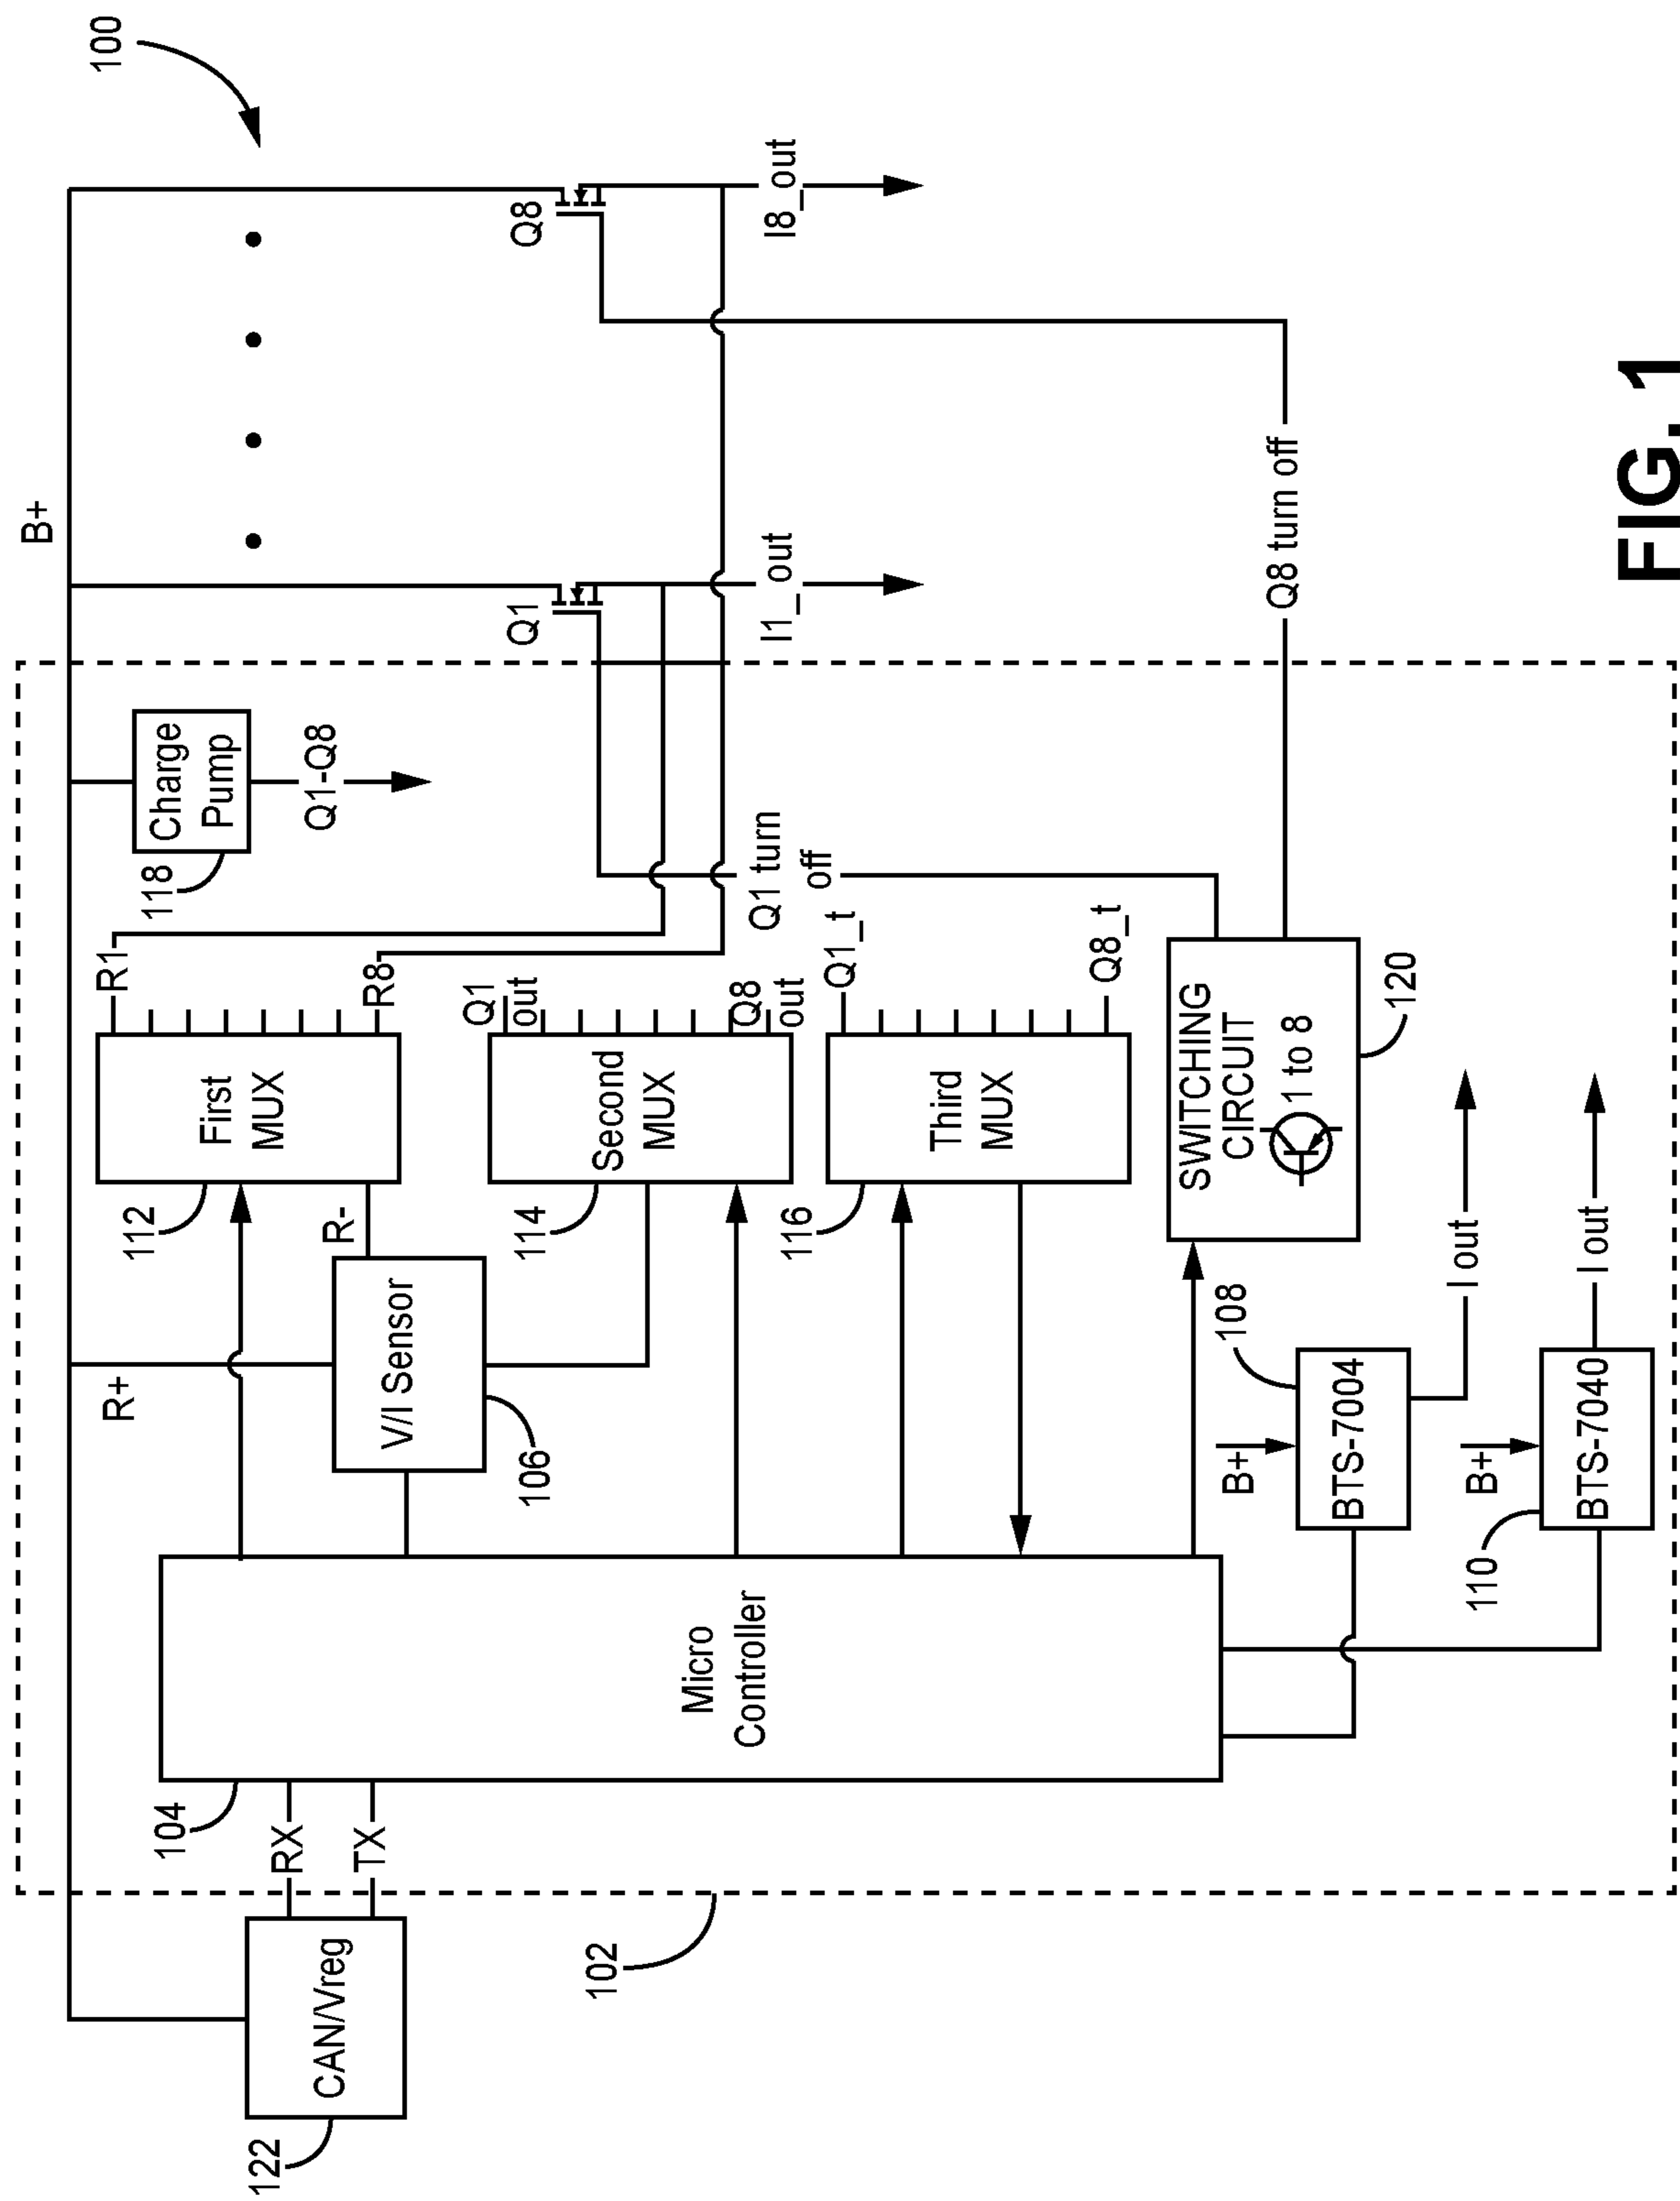 100
B+
Charge
Pump
118
Q1-Q8
Q1
Q8
I1_out
I8_out
R1
R8
First
MUX
112
R+
R-
V/I Sensor
106
Q1
out
Q8
out
Second
MUX
114
Q1_t
Q8_t
Third
MUX
116
Q1 turn
off
Q8 turn off
SWITCHING
CIRCUIT
1 to 8
120
Micro
Controller
104
RX
TX
CAN/Vreg
122
102
108
B+
BTS-7004
I out
110
B+
BTS-7040
I out
FIG. 1